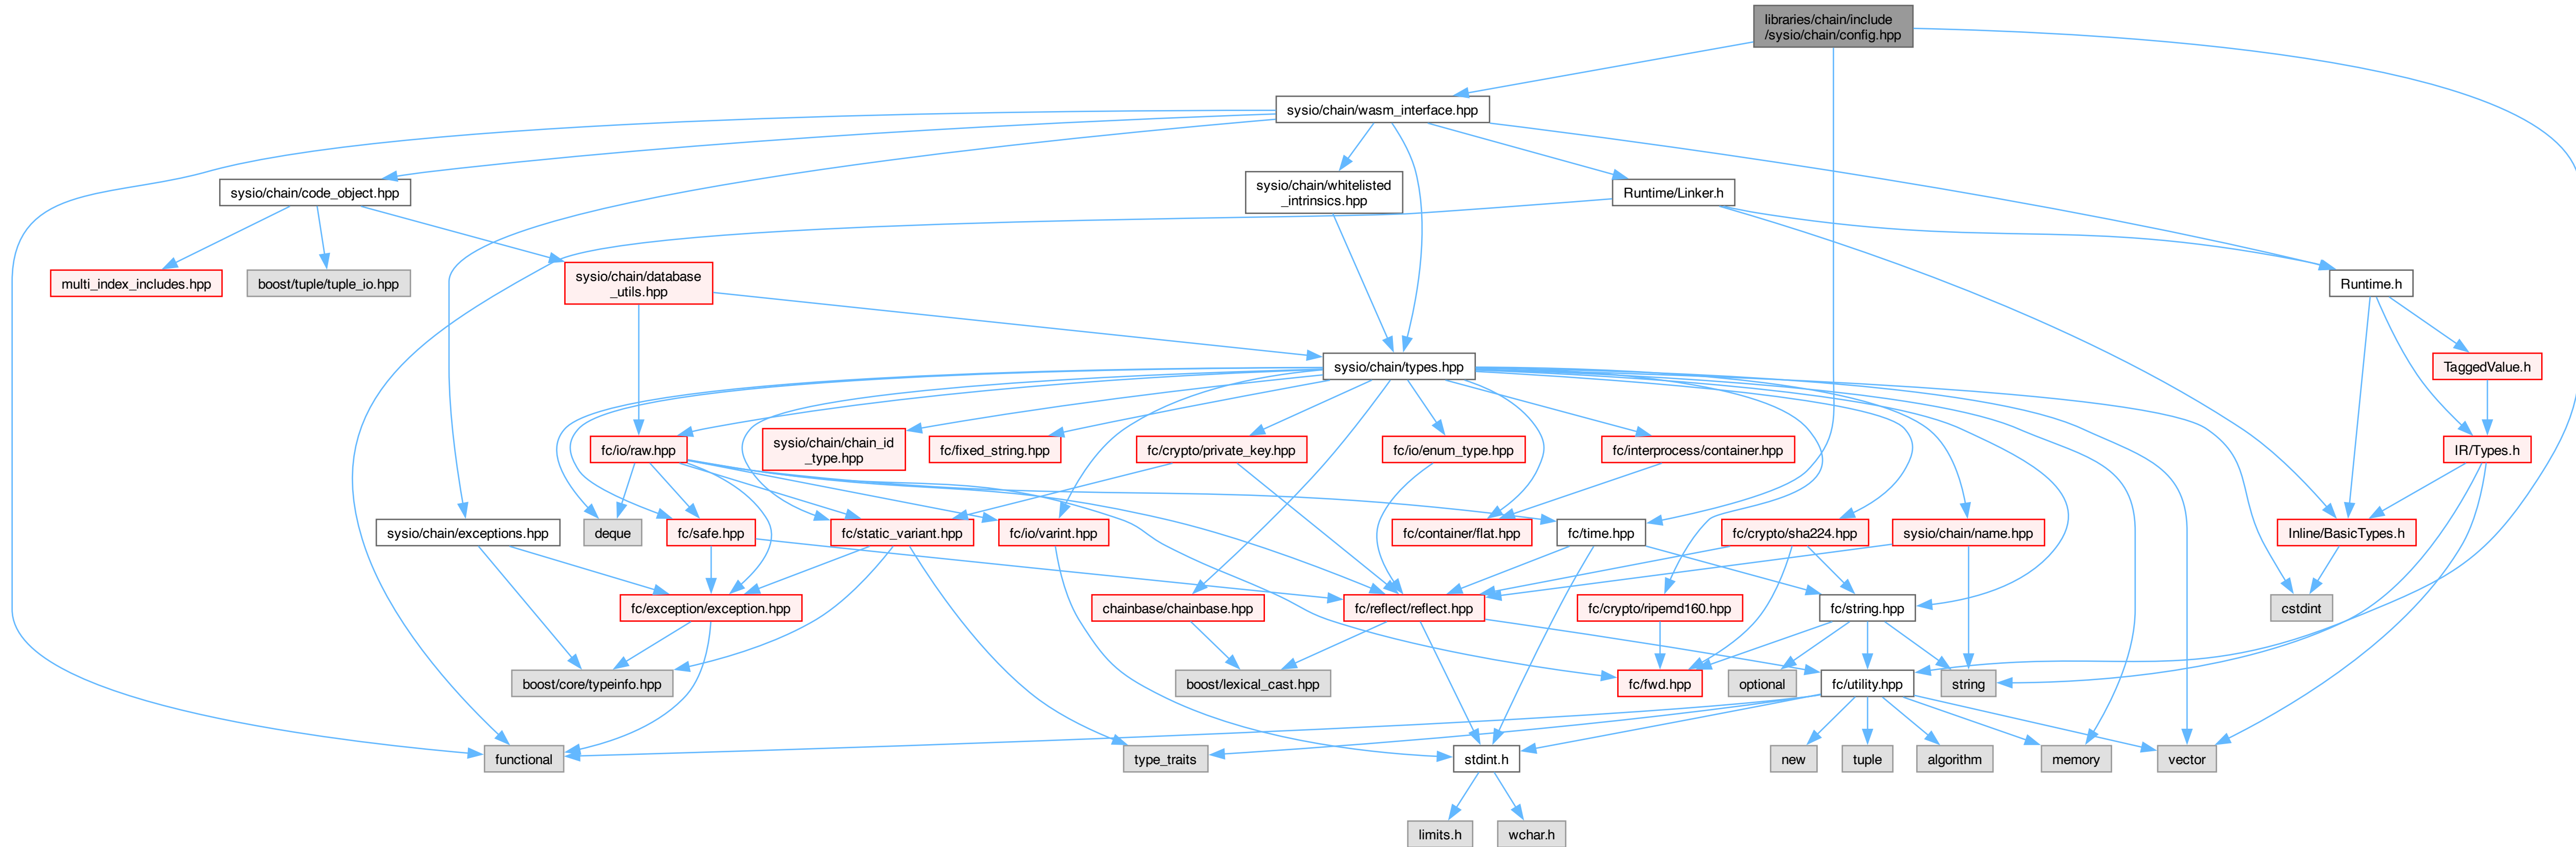 libraries/chain/include
/sysio/chain/config.hpp
sysio/chain/wasm_interface.hpp
sysio/chain/code_object.hpp
sysio/chain/whitelisted
_intrinsics.hpp
Runtime/Linker.h
multi_index_includes.hpp
boost/tuple/tuple_io.hpp
sysio/chain/database
_utils.hpp
Runtime.h
sysio/chain/types.hpp
TaggedValue.h
fc/io/raw.hpp
sysio/chain/chain_id
_type.hpp
fc/fixed_string.hpp
fc/crypto/private_key.hpp
fc/io/enum_type.hpp
fc/interprocess/container.hpp
IR/Types.h
sysio/chain/exceptions.hpp
deque
fc/safe.hpp
fc/static_variant.hpp
fc/io/varint.hpp
fc/container/flat.hpp
fc/time.hpp
fc/crypto/sha224.hpp
sysio/chain/name.hpp
Inline/BasicTypes.h
fc/exception/exception.hpp
chainbase/chainbase.hpp
fc/reflect/reflect.hpp
fc/crypto/ripemd160.hpp
fc/string.hpp
cstdint
boost/core/typeinfo.hpp
boost/lexical_cast.hpp
fc/fwd.hpp
optional
fc/utility.hpp
string
functional
type_traits
stdint.h
new
tuple
algorithm
memory
vector
limits.h
wchar.h